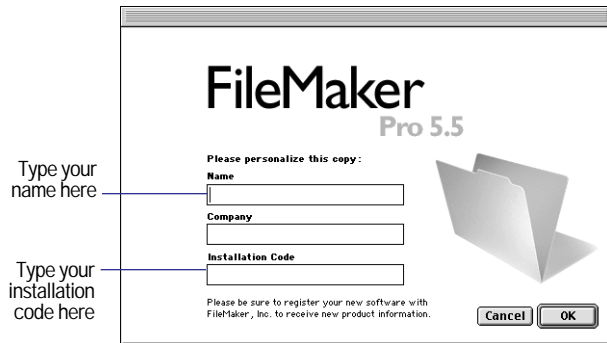 FileMaker
Pro 5.5
Please personalize this copy:
Type your
name here
Name
Company
Type your
installation
code here
Installation Code
Please be sure to register your new software with
FileMaker, Inc. to receive new product information.
Cancel
OK